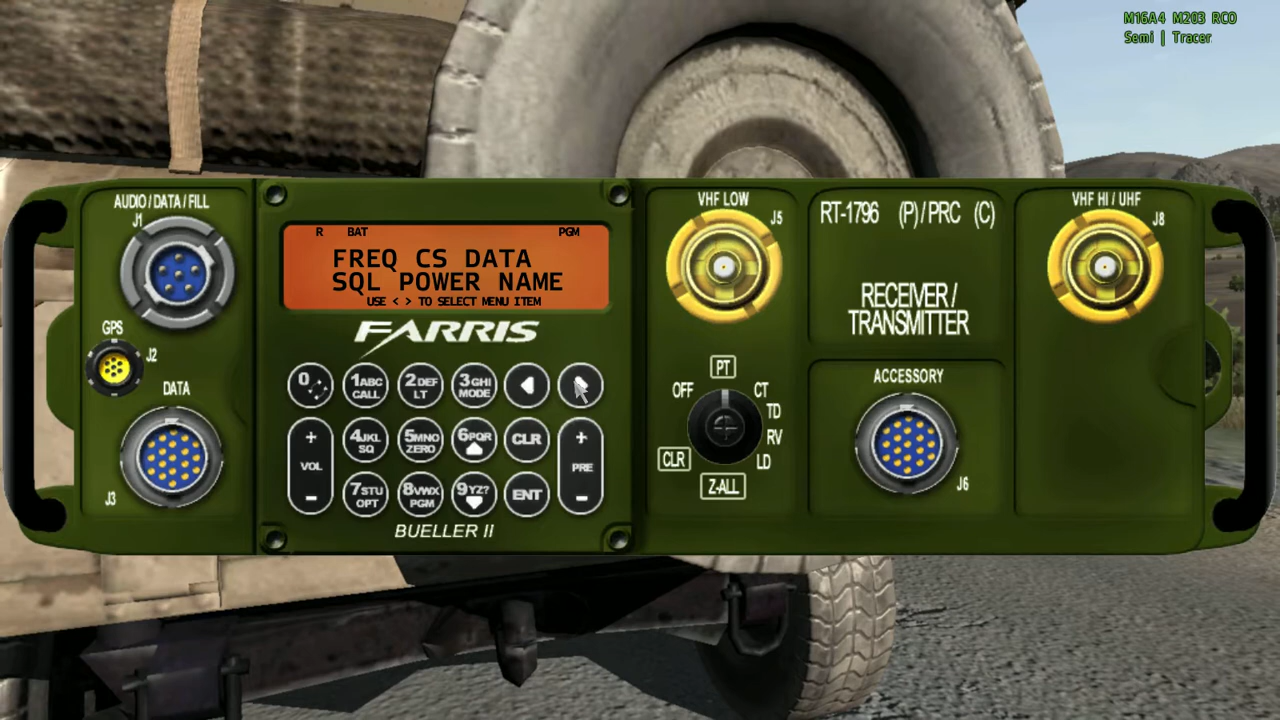 M16A4 M203 RCO
Semi | Tracer
AUDIO / DATA / FILL
J1
GPS
J2
DATA
J3
R BAT PGM
FREQ CS DATA
SQL POWER NAME
USE < > TO SELECT MENU ITEM
FARRIS
0
1ABC CALL
2DEF LT
3GHI MODE
+ VOL -
4JKL SQ
5MNO ZERO
6PQR
CLR
+ PRE -
7STU OPT
8VWX PGM
9YZ?
ENT
BUELLER II
VHF LOW
J5
PT
OFF
CT
TD
RV
LD
CLR
Z-ALL
RT-1796 (P)/PRC (C)
RECEIVER /
TRANSMITTER
ACCESSORY
J6
VHF HI / UHF
J8